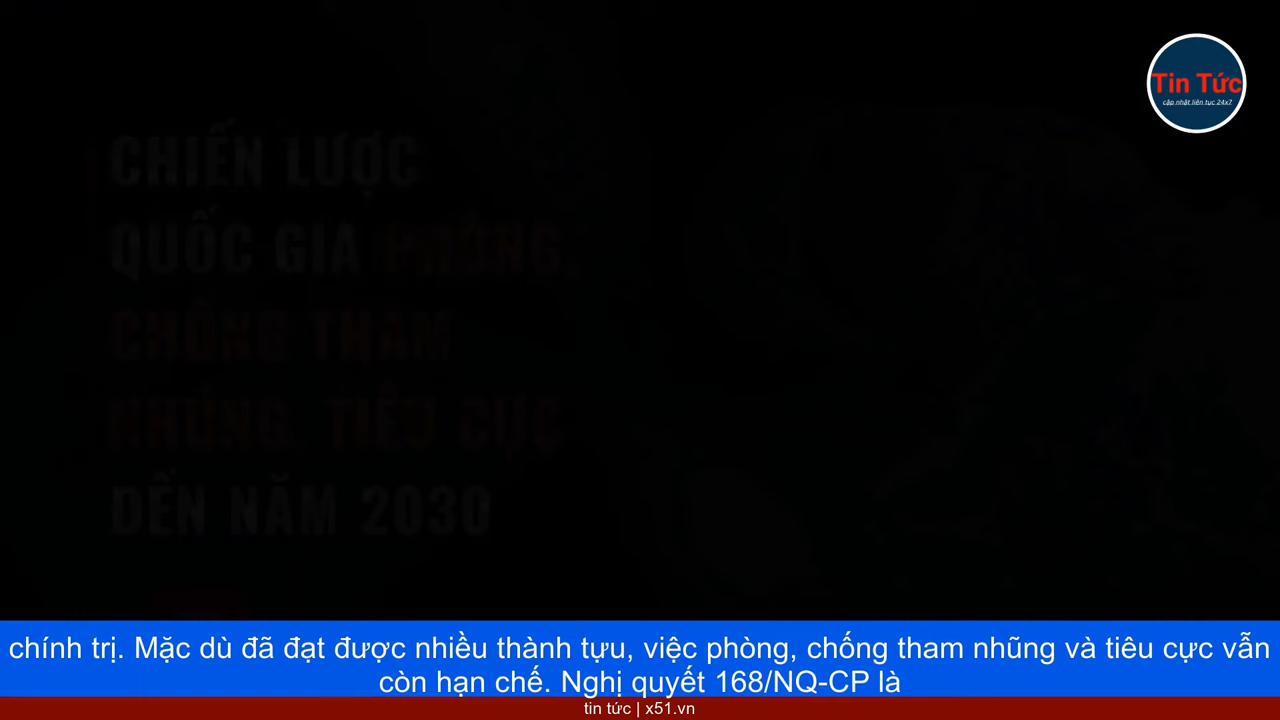 Tin Tức
cập nhật liên tục 24x7
CHIẾN LƯỢC
QUỐC GIA PHÒNG,
CHỐNG THAM
NHŨNG, TIÊU CỰC
ĐẾN NĂM 2030
chính trị. Mặc dù đã đạt được nhiều thành tựu, việc phòng, chống tham nhũng và tiêu cực vẫn
còn hạn chế. Nghị quyết 168/NQ-CP là
tin tức | x51.vn